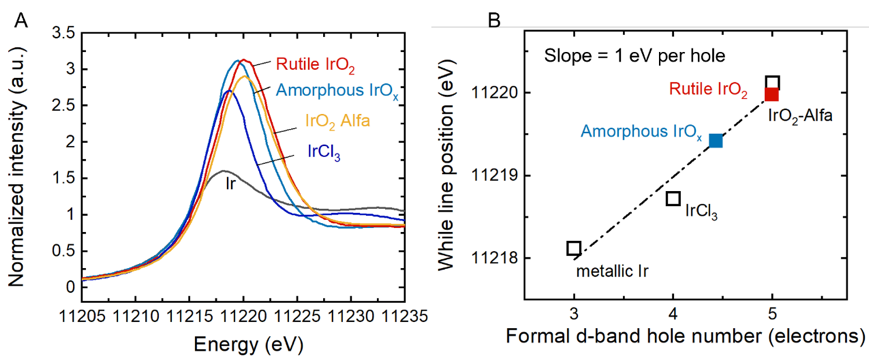 A
Normalized intensity (a.u.)
3.5
3.0
2.5
2.0
1.5
1.0
0.5
0
Rutile IrO2
Amorphous IrOx
IrO2 Alfa
IrCl3
Ir
11205 11210 11215 11220 11225 11230 11235
Energy (eV)
B
While line position (eV)
11220
11219
11218
Slope = 1 eV per hole
Rutile IrO2
IrO2-Alfa
Amorphous IrOx
IrCl3
metallic Ir
3 4 5
Formal d-band hole number (electrons)